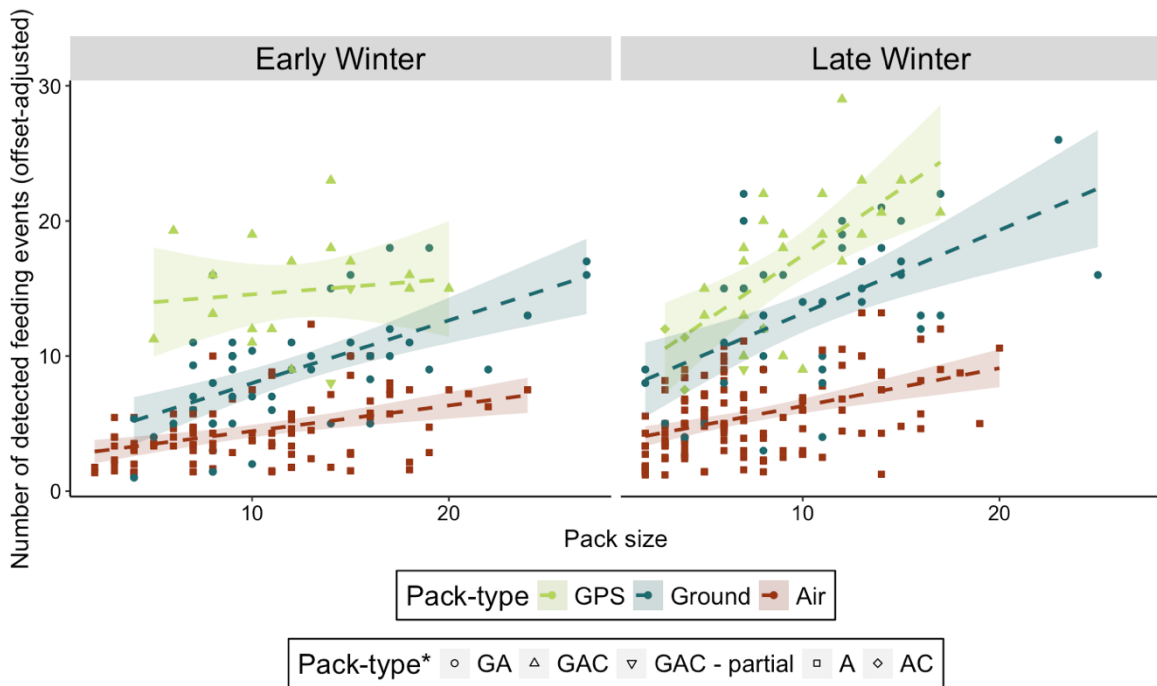 Early Winter
Late Winter
Number of detected feeding events (offset-adjusted)
30
20
10
0
10
20
10
20
Pack size
Pack-type GPS Ground Air
Pack-type* GA GAC GAC - partial A AC